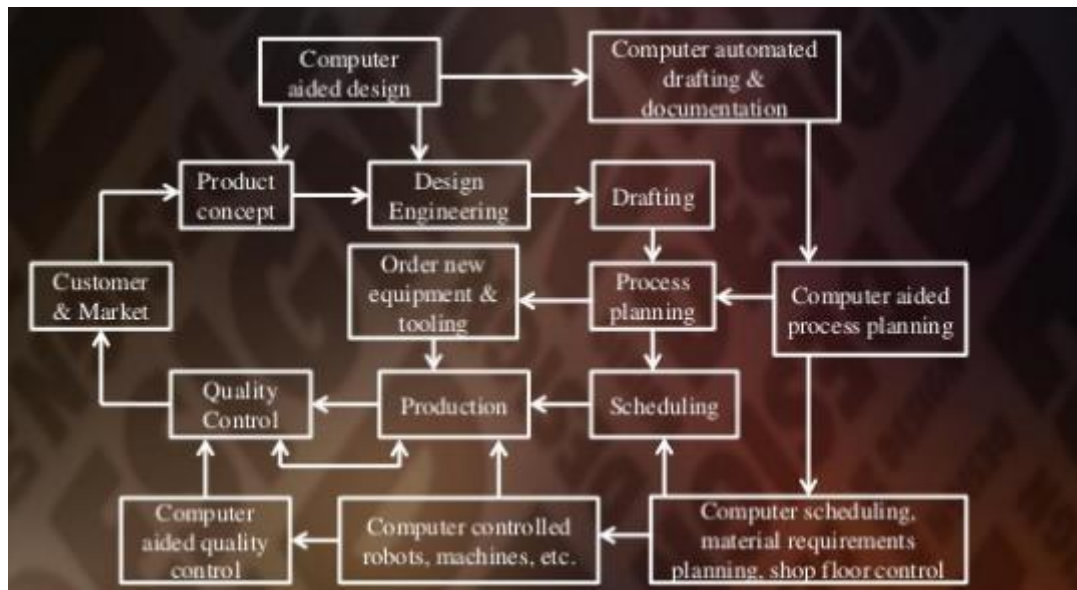 Computer
aided design
Computer automated
drafting &
documentation
Product
concept
Design
Engineering
Drafting
Customer
& Market
Order new
equipment &
tooling
Process
planning
Computer aided
process planning
Quality
Control
Production
Scheduling
Computer
aided quality
control
Computer controlled
robots, machines, etc.
Computer scheduling,
material requirements
planning, shop floor control